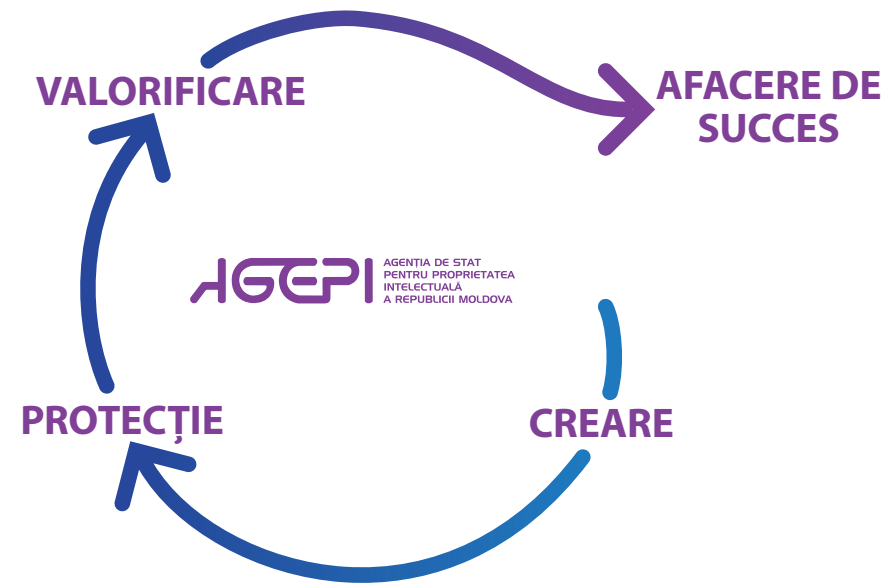 VALORIFICARE
AFACERE DE
SUCCES
AGEPI
AGENȚIA DE STAT
PENTRU PROPRIETATEA
INTELECTUALĂ
A REPUBLICII MOLDOVA
PROTECȚIE
CREARE